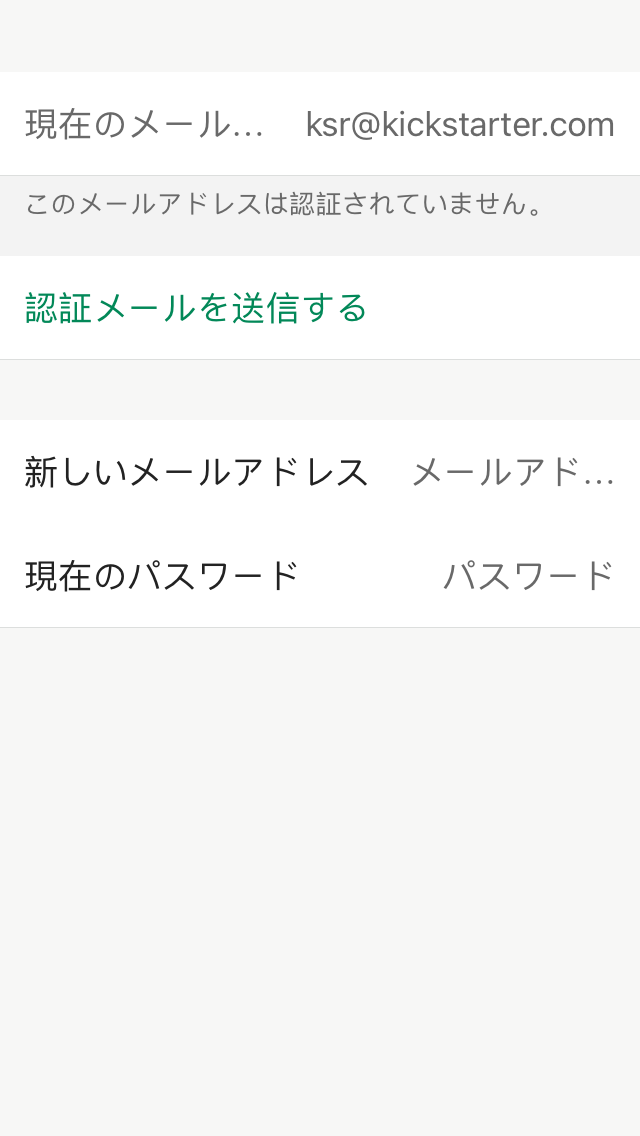 現在のメール... ksr@kickstarter.com
このメールアドレスは認証されていません。
認証メールを送信する
新しいメールアドレス メールアド...
現在のパスワード パスワード